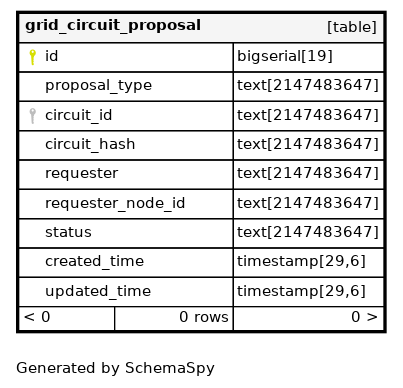 grid_circuit_proposal [table]
id bigserial[19]
proposal_type text[2147483647]
circuit_id text[2147483647]
circuit_hash text[2147483647]
requester text[2147483647]
requester_node_id text[2147483647]
status text[2147483647]
created_time timestamp[29,6]
updated_time timestamp[29,6]
< 0 0 rows 0 >
Generated by SchemaSpy